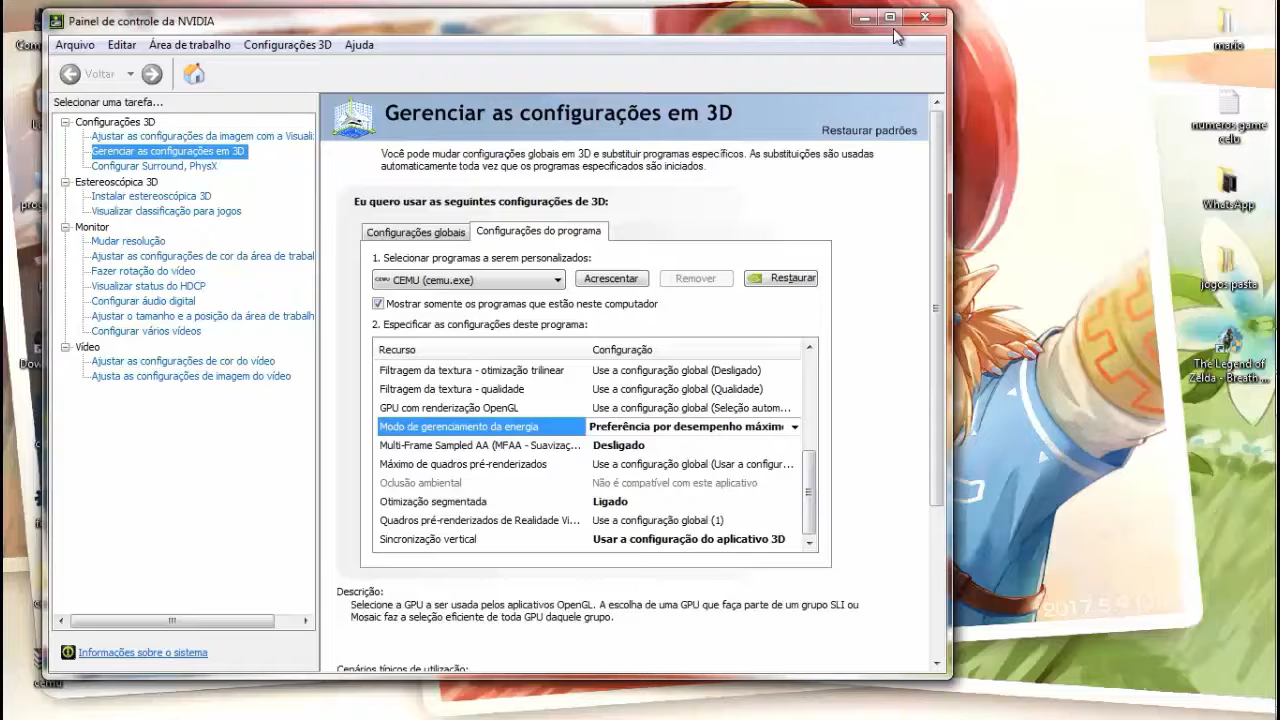 Painel de controle da NVIDIA
Arquivo Editar Área de trabalho Configurações 3D Ajuda
Voltar
Selecionar uma tarefa...
Configurações 3D
Ajustar as configurações da imagem com a Visuali
Gerenciar as configurações em 3D
Configurar Surround, PhysX
Estereoscópica 3D
Instalar estereoscópica 3D
Visualizar classificação para jogos
Monitor
Mudar resolução
Ajustar as configurações de cor da área de trabal
Fazer rotação do vídeo
Visualizar status do HDCP
Configurar áudio digital
Ajustar o tamanho e a posição da área de trabalh
Configurar vários vídeos
Vídeo
Ajustar as configurações de cor do vídeo
Ajusta as configurações de imagem do vídeo
Informações sobre o sistema
Gerenciar as configurações em 3D
Restaurar padrões
Você pode mudar configurações globais em 3D e substituir programas específicos. As substituições são usadas
automaticamente toda vez que os programas especificados são iniciados.
Eu quero usar as seguintes configurações de 3D:
Configurações globais Configurações do programa
1. Selecionar programas a serem personalizados:
CEMU CEMU (cemu.exe) Acrescentar Remover Restaurar
Mostrar somente os programas que estão neste computador
2. Especificar as configurações deste programa:
Recurso Configuração
Filtragem da textura - otimização trilinear Use a configuração global (Desligado)
Filtragem da textura - qualidade Use a configuração global (Qualidade)
GPU com renderização OpenGL Use a configuração global (Seleção autom...
Modo de gerenciamento da energia Preferência por desempenho máximo
Multi-Frame Sampled AA (MFAA - Suavizaç... Desligado
Máximo de quadros pré-renderizados Use a configuração global (Usar a configur...
Oclusão ambiental Não é compatível com este aplicativo
Otimização segmentada Ligado
Quadros pré-renderizados de Realidade Vi... Use a configuração global (1)
Sincronização vertical Usar a configuração do aplicativo 3D
Descrição:
Selecione a GPU a ser usada pelos aplicativos OpenGL. A escolha de uma GPU que faça parte de um grupo SLI ou
Mosaic faz a seleção eficiente de toda GPU daquele grupo.
Cenários típicos de utilização:
mario
numeros game
celu
WhatsApp
jogos pasta
The Legend of
Zelda - Breath ...
cemu